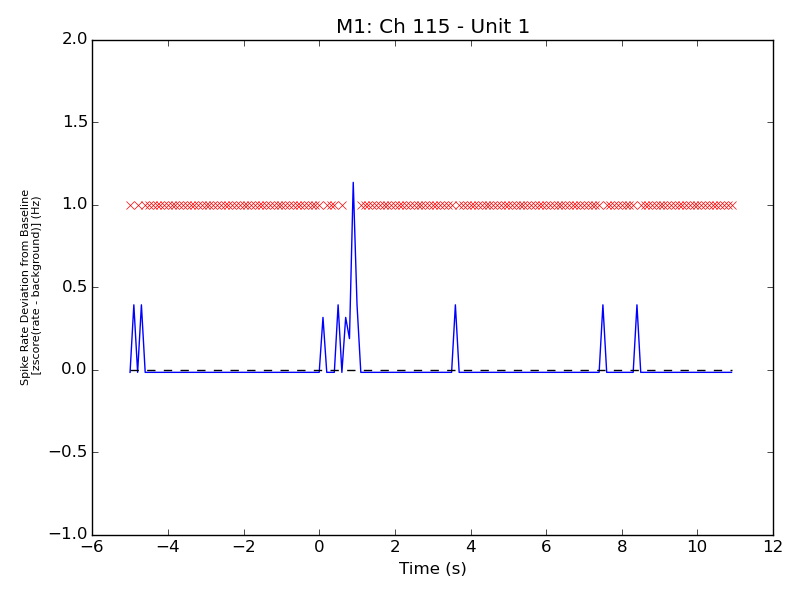 M1: Ch 115 - Unit 1
2.0
1.5
1.0
0.5
0.0
−0.5
−1.0
Spike Rate Deviation from Baseline
[zscore(rate - background)] (Hz)
−6 −4 −2 0 2 4 6 8 10 12
Time (s)